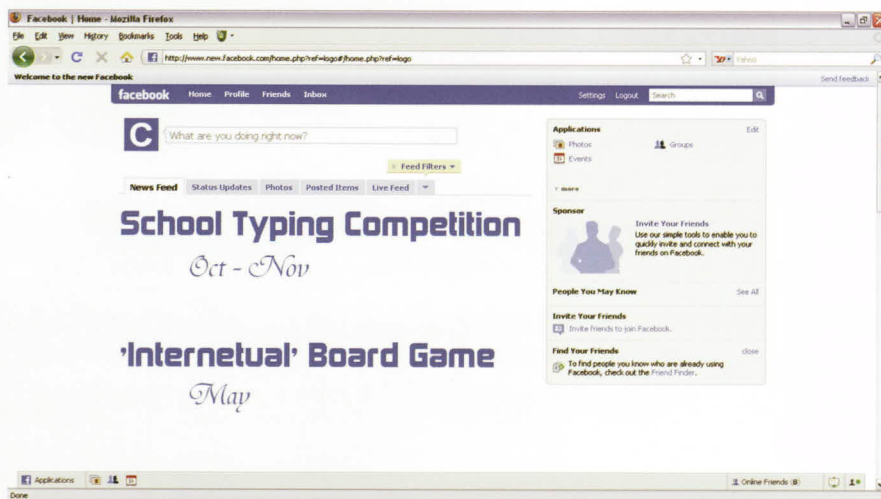 Facebook | Home - Mozilla Firefox
File Edit View History Bookmarks Tools Help
http://www.new.facebook.com/home.php?ref=logo#/home.php?ref=logo
Yahoo
Welcome to the new Facebook
Send feedback
facebook Home Profile Friends Inbox Settings Logout Search
C What are you doing right now?
Feed Filters
News Feed Status Updates Photos Posted Items Live Feed
School Typing Competition
Oct - Nov
'Internetual' Board Game
May
Applications Edit
Photos Groups
Events
more
Sponsor
Invite Your Friends
Use our simple tools to enable you to
quickly invite and connect with your
friends on Facebook.
People You May Know See All
Invite Your Friends
Invite friends to join Facebook.
Find Your Friends close
To find people you know who are already using
Facebook, check out the Friend Finder.
Applications
Online Friends (8)
Done